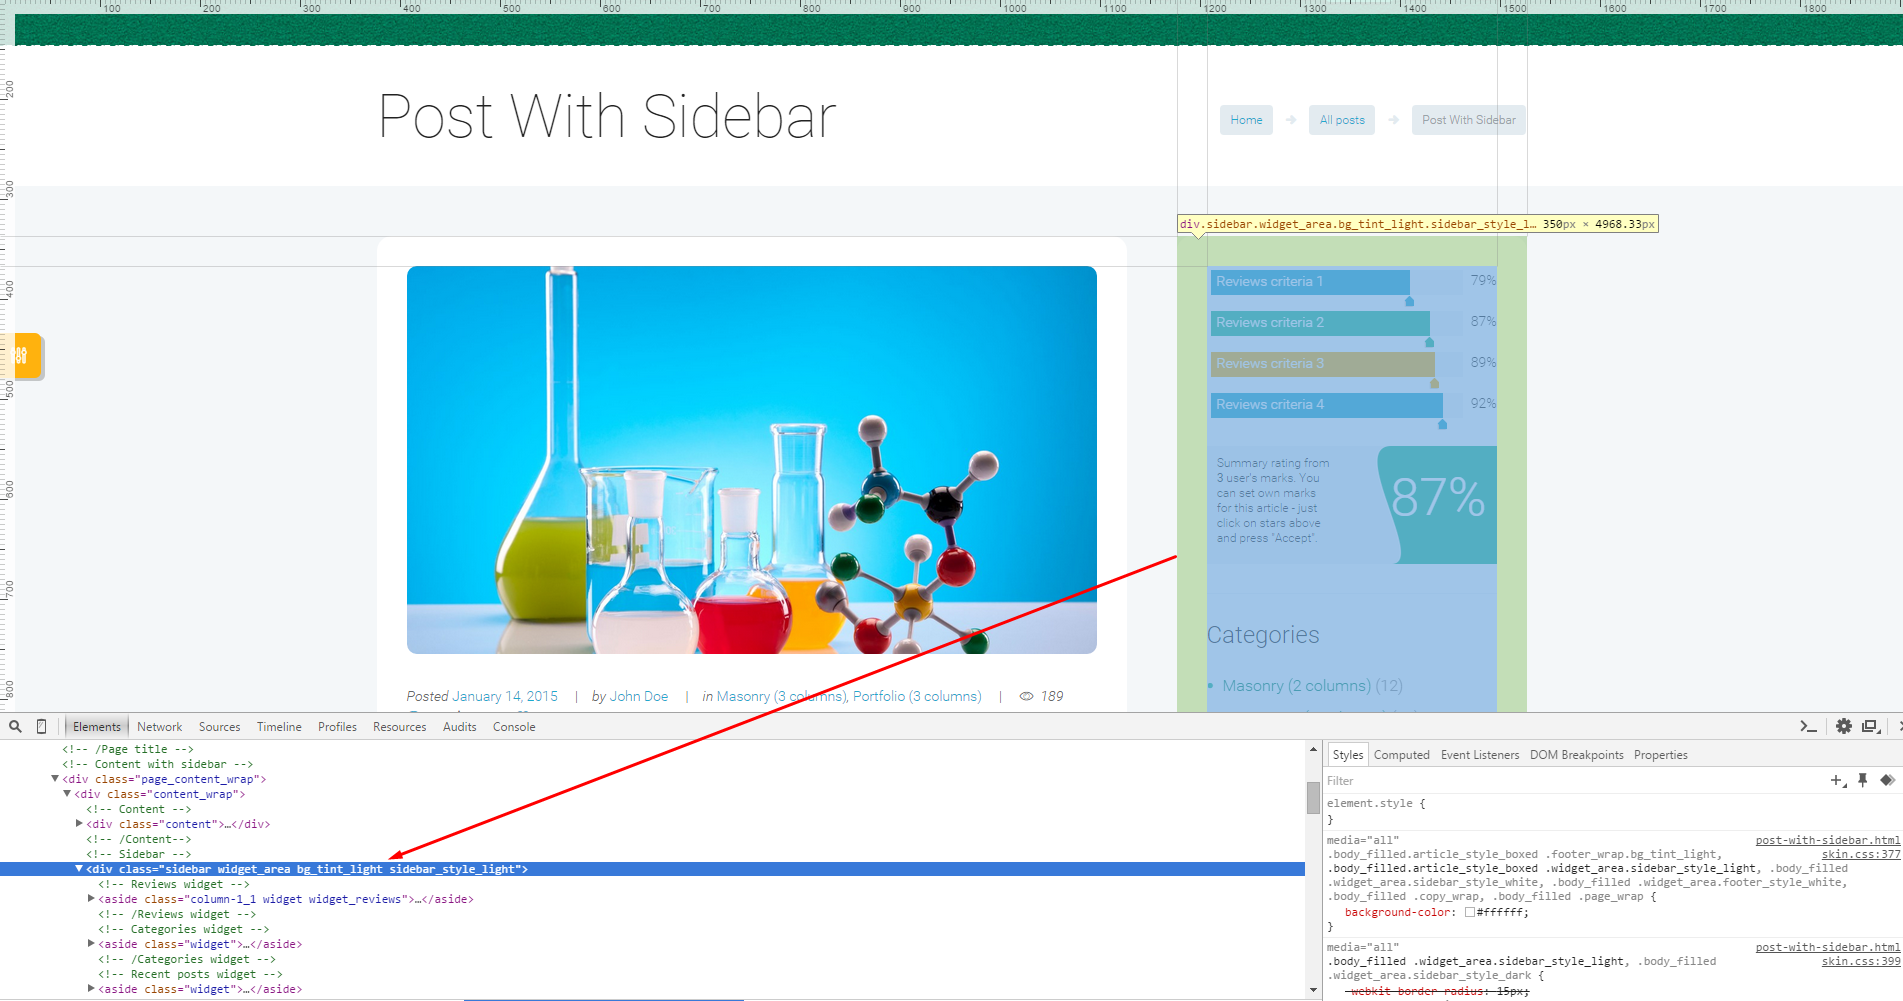 100 200 300 400 500 600 700 800 900 1000 1100 1200 1300 1400 1500 1600 1700 1800
200
300
400
500
600
700
800
Post With Sidebar
Home
All posts
Post With Sidebar
div.sidebar.widget_area.bg_tint_light.sidebar_style_l… 350px × 4968.33px
Reviews criteria 1 79%
Reviews criteria 2 87%
Reviews criteria 3 89%
Reviews criteria 4 92%
Summary rating from
3 user's marks. You
can set own marks
for this article - just
click on stars above
and press "Accept".
87%
Categories
Masonry (2 columns) (12)
Posted January 14, 2015 | by John Doe | in Masonry (3 columns), Portfolio (3 columns) | 189
Elements Network Sources Timeline Profiles Resources Audits Console
<!-- /Page title -->
<!-- Content with sidebar -->
<div class="page_content_wrap">
<div class="content_wrap">
<!-- Content -->
<div class="content">…</div>
<!-- /Content-->
<!-- Sidebar -->
<div class="sidebar widget_area bg_tint_light sidebar_style_light">
<!-- Reviews widget -->
<aside class="column-1_1 widget widget_reviews">…</aside>
<!-- /Reviews widget -->
<!-- Categories widget -->
<aside class="widget">…</aside>
<!-- /Categories widget -->
<!-- Recent posts widget -->
<aside class="widget">…</aside>
Styles Computed Event Listeners DOM Breakpoints Properties
Filter
element.style {
}
media="all" post-with-sidebar.html
.body_filled.article_style_boxed .footer_wrap.bg_tint_light, skin.css:377
.body_filled.article_style_boxed .widget_area.sidebar_style_light, .body_filled
.widget_area.sidebar_style_white, .body_filled .widget_area.footer_style_white,
.body_filled .copy_wrap, .body_filled .page_wrap {
background-color: #ffffff;
}
media="all" post-with-sidebar.html
.body_filled .widget_area.sidebar_style_light, .body_filled skin.css:399
.widget_area.sidebar_style_dark {
-webkit-border-radius: 15px;